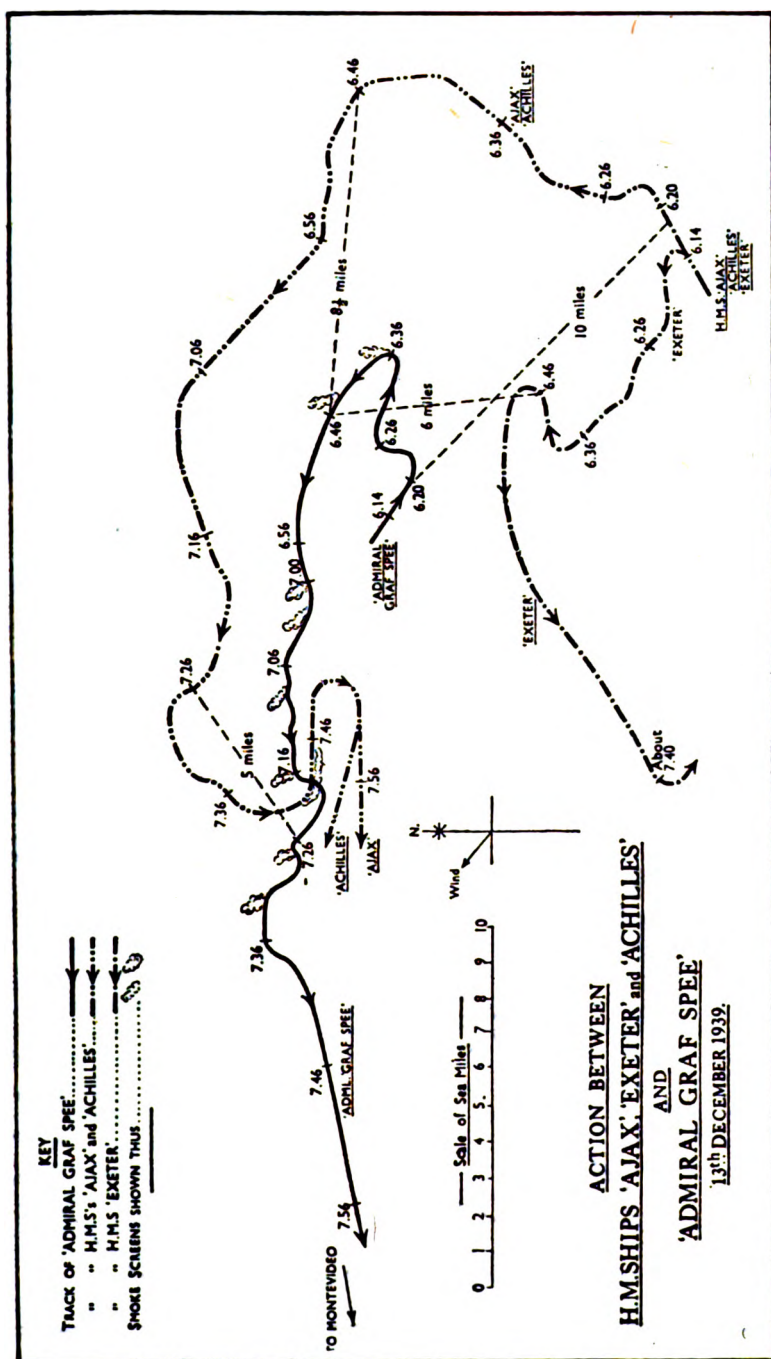 KEY
TRACK OF 'ADMIRAL GRAF SPEE'
" " H.M.S's 'AJAX' and 'ACHILLES'
" " H.M.S 'EXETER'
SMOKE SCREENS SHOWN THUS
TO MONTEVIDEO
7.56
7.46
'ADML. GRAF SPEE'
7.36
7.26
5 miles
7.36
7.26
7.16
7.06
6.56
6.46
8½ miles
7.16
7.06
7.00
6.56
6.46
6.36
6.26
6.20
6.14
'ADMIRAL
GRAF SPEE'
6 miles
10 miles
7.46
7.56
'ACHILLES'
'AJAX'
'AJAX'
'ACHILLES'
6.36
6.26
6.20
6.14
H.M.S. 'AJAX'
'ACHILLES'
'EXETER'
'EXETER'
6.26
6.36
6.46
'EXETER'
About
7.40
N.
Wind
Scale of Sea Miles
0 1 2 3 4 5 6 7 8 9 10
ACTION BETWEEN
H.M.SHIPS 'AJAX', 'EXETER' and 'ACHILLES'
AND
'ADMIRAL GRAF SPEE'
13th DECEMBER 1939.